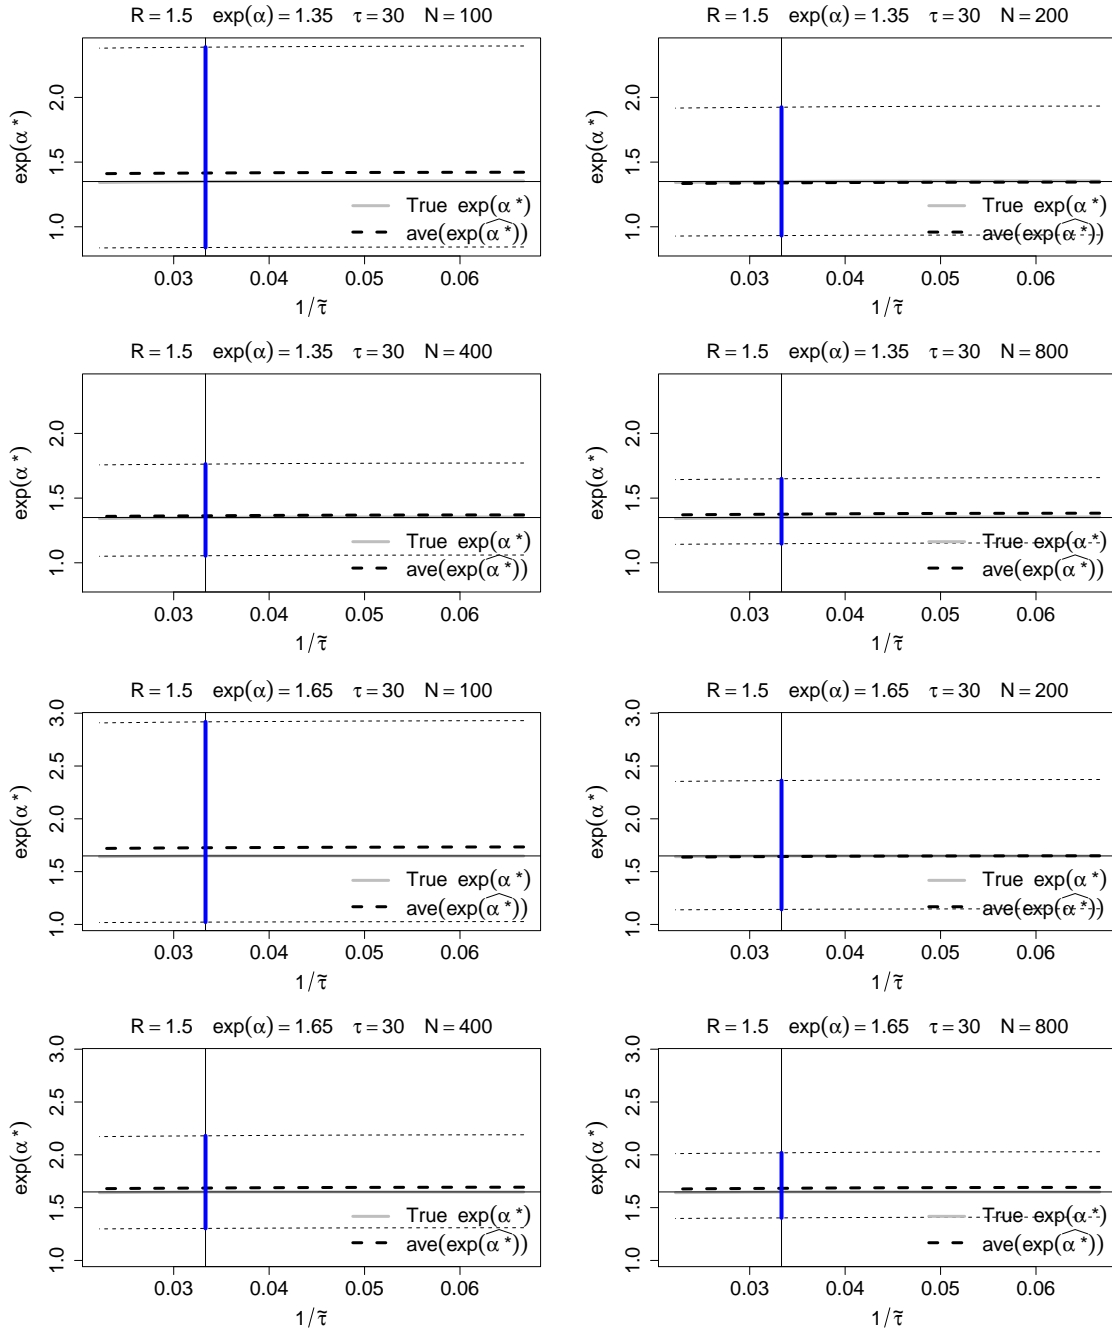 R = 1.5 exp(α) = 1.35 τ = 30 N = 100
exp(α*)
2.0
1.5
1.0
True exp(α*)
ave(exp(α̂*))
0.03 0.04 0.05 0.06
1/τ̃
R = 1.5 exp(α) = 1.35 τ = 30 N = 200
exp(α*)
2.0
1.5
1.0
True exp(α*)
ave(exp(α̂*))
0.03 0.04 0.05 0.06
1/τ̃
R = 1.5 exp(α) = 1.35 τ = 30 N = 400
exp(α*)
2.0
1.5
1.0
True exp(α*)
ave(exp(α̂*))
0.03 0.04 0.05 0.06
1/τ̃
R = 1.5 exp(α) = 1.35 τ = 30 N = 800
exp(α*)
2.0
1.5
1.0
True exp(α*)
ave(exp(α̂*))
0.03 0.04 0.05 0.06
1/τ̃
R = 1.5 exp(α) = 1.65 τ = 30 N = 100
exp(α*)
3.0
2.5
2.0
1.5
1.0
True exp(α*)
ave(exp(α̂*))
0.03 0.04 0.05 0.06
1/τ̃
R = 1.5 exp(α) = 1.65 τ = 30 N = 200
exp(α*)
3.0
2.5
2.0
1.5
1.0
True exp(α*)
ave(exp(α̂*))
0.03 0.04 0.05 0.06
1/τ̃
R = 1.5 exp(α) = 1.65 τ = 30 N = 400
exp(α*)
3.0
2.5
2.0
1.5
1.0
True exp(α*)
ave(exp(α̂*))
0.03 0.04 0.05 0.06
1/τ̃
R = 1.5 exp(α) = 1.65 τ = 30 N = 800
exp(α*)
3.0
2.5
2.0
1.5
1.0
True exp(α*)
ave(exp(α̂*))
0.03 0.04 0.05 0.06
1/τ̃